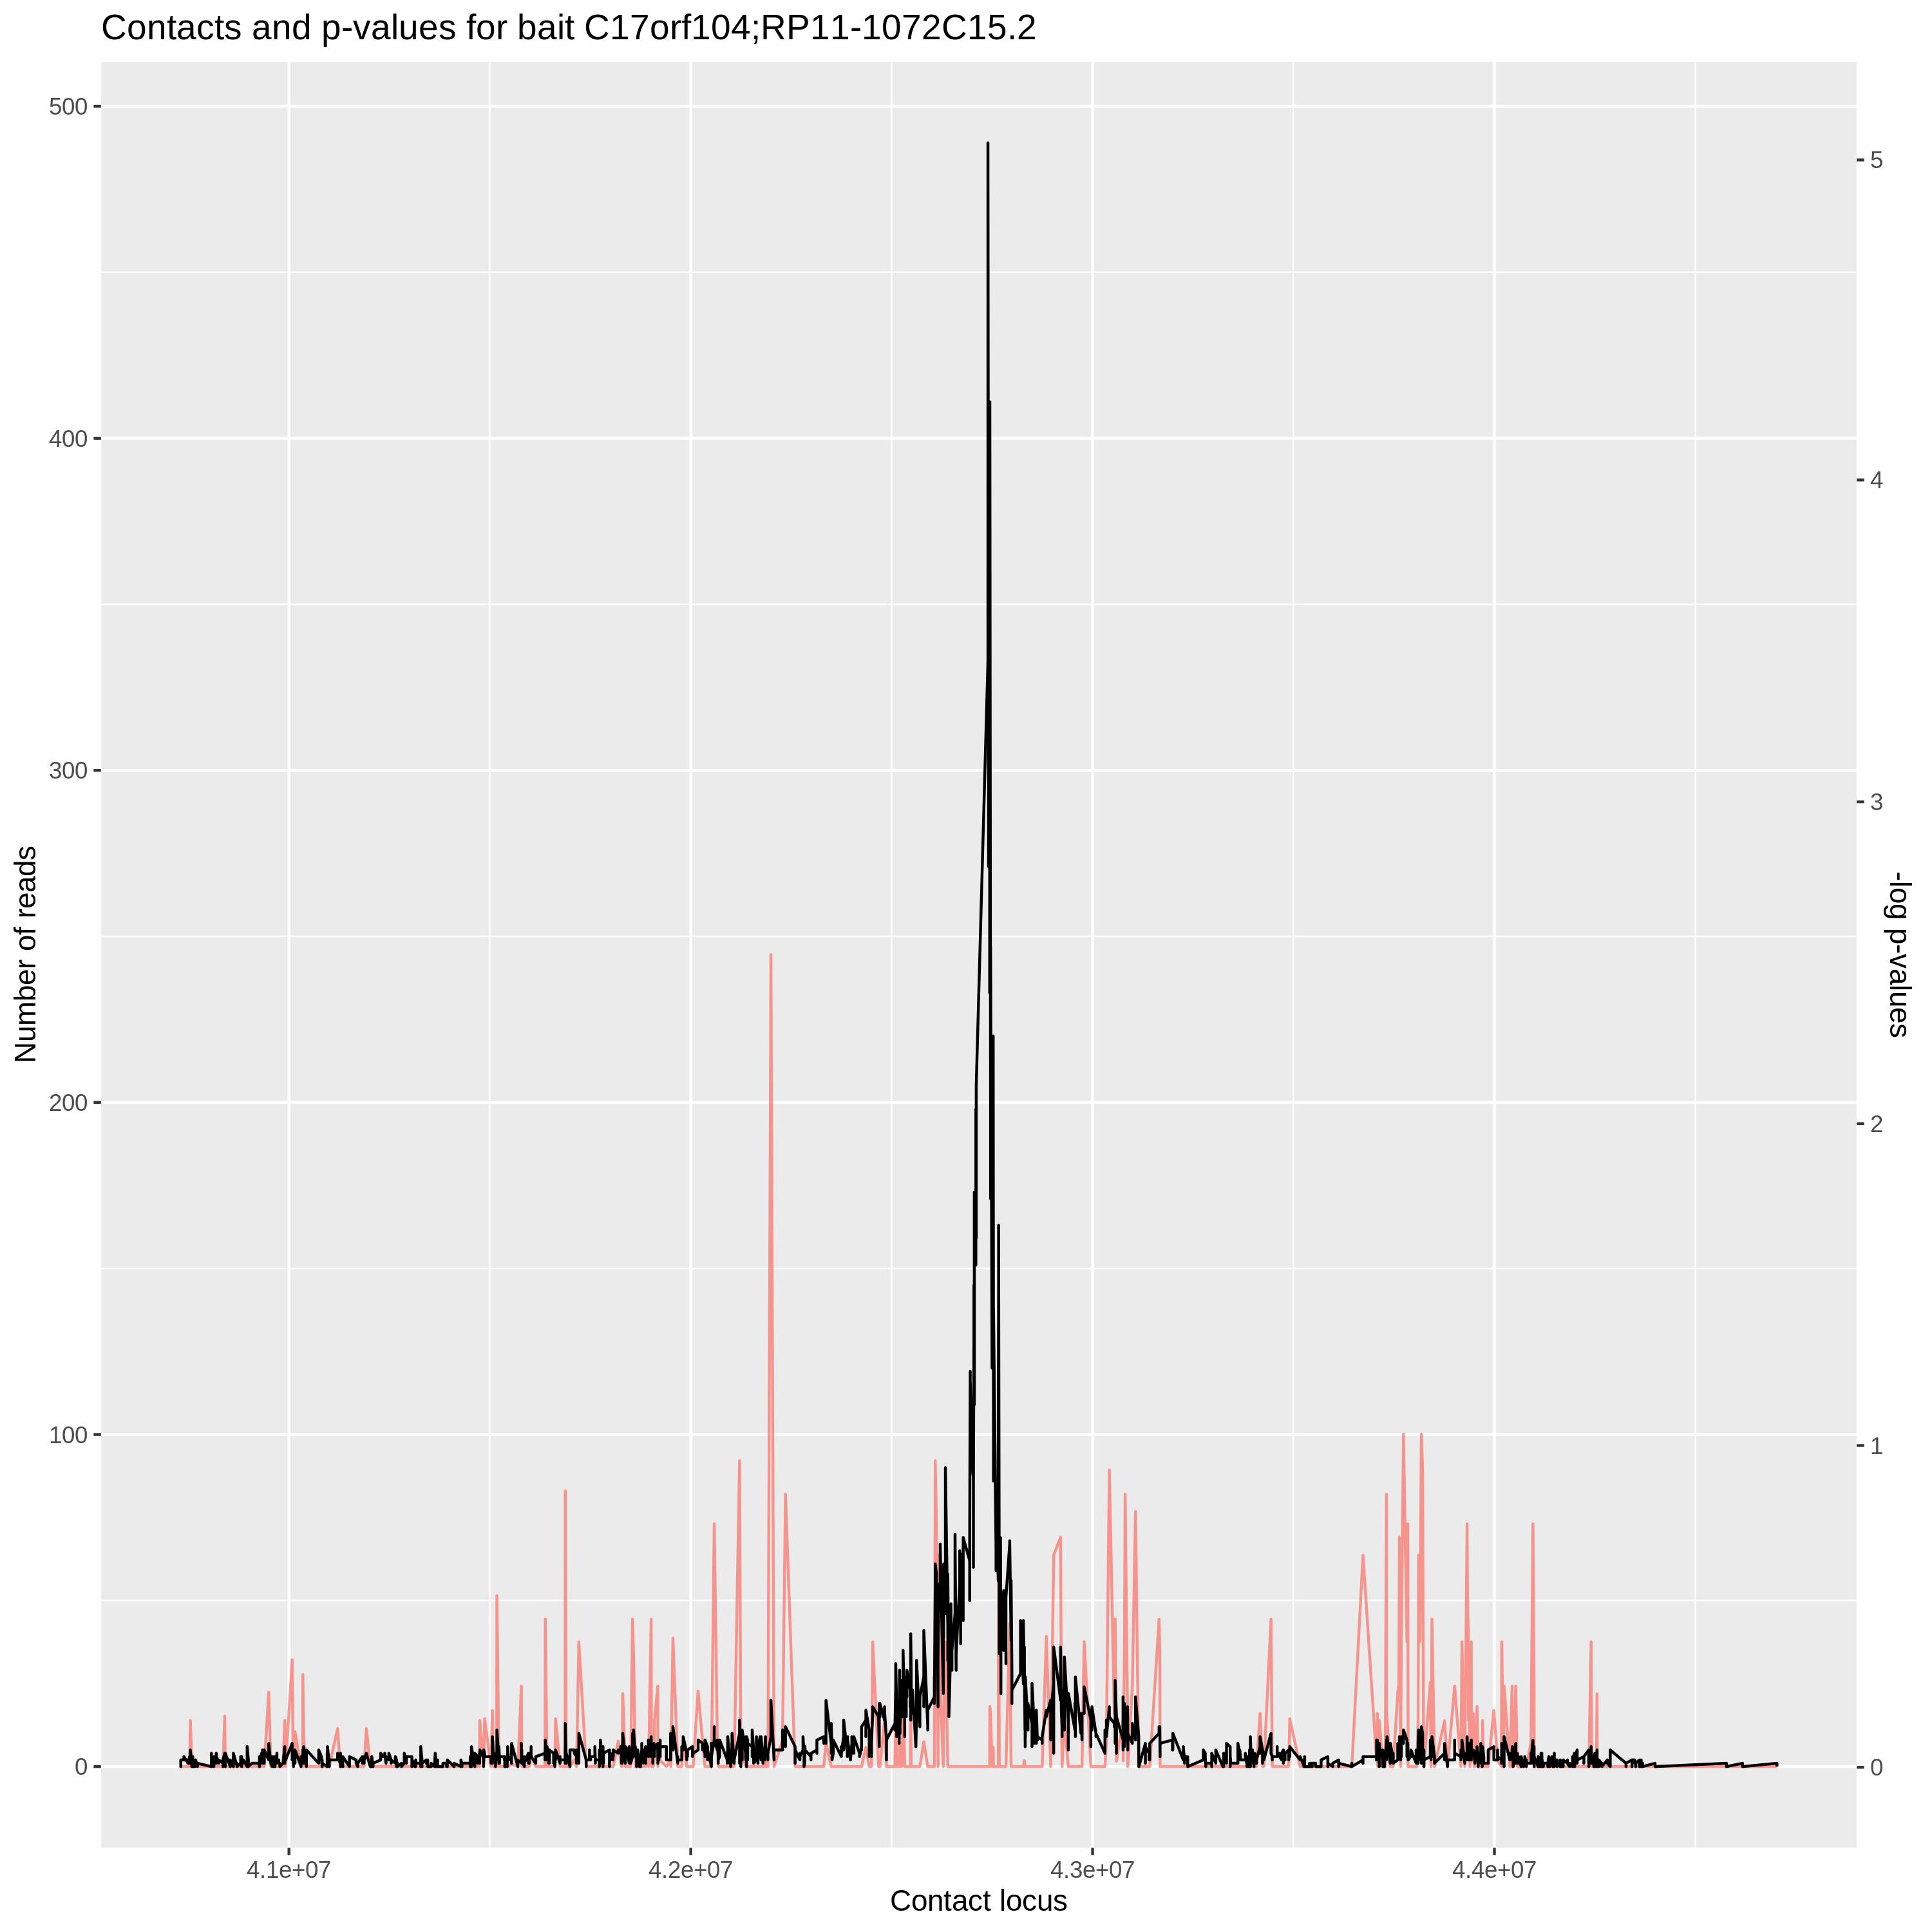 Contacts and p-values for bait C17orf104;RP11-1072C15.2
500
400
300
200
100
0
Number of reads
5
4
3
2
1
0
-log p-values
4.1e+07 4.2e+07 4.3e+07 4.4e+07
Contact locus